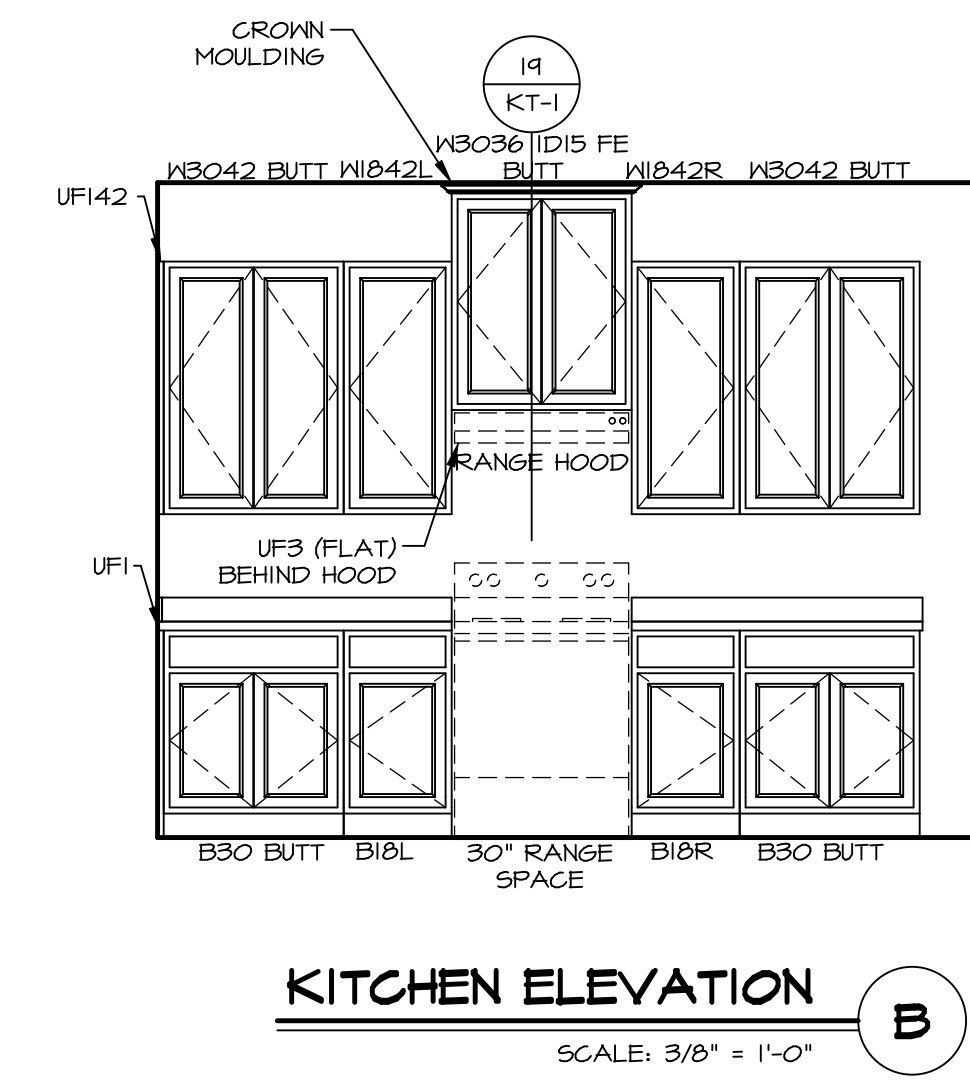 CROWN
MOULDING
19
KT-1
W3036 1D15 FE
BUTT
W3042 BUTT
W1842L
W1842R
W3042 BUTT
UF142
RANGE HOOD
UF3 (FLAT)
BEHIND HOOD
UF1
B30 BUTT
B18L
30" RANGE
SPACE
B18R
B30 BUTT
KITCHEN ELEVATION
B
SCALE: 3/8" = 1'-0"